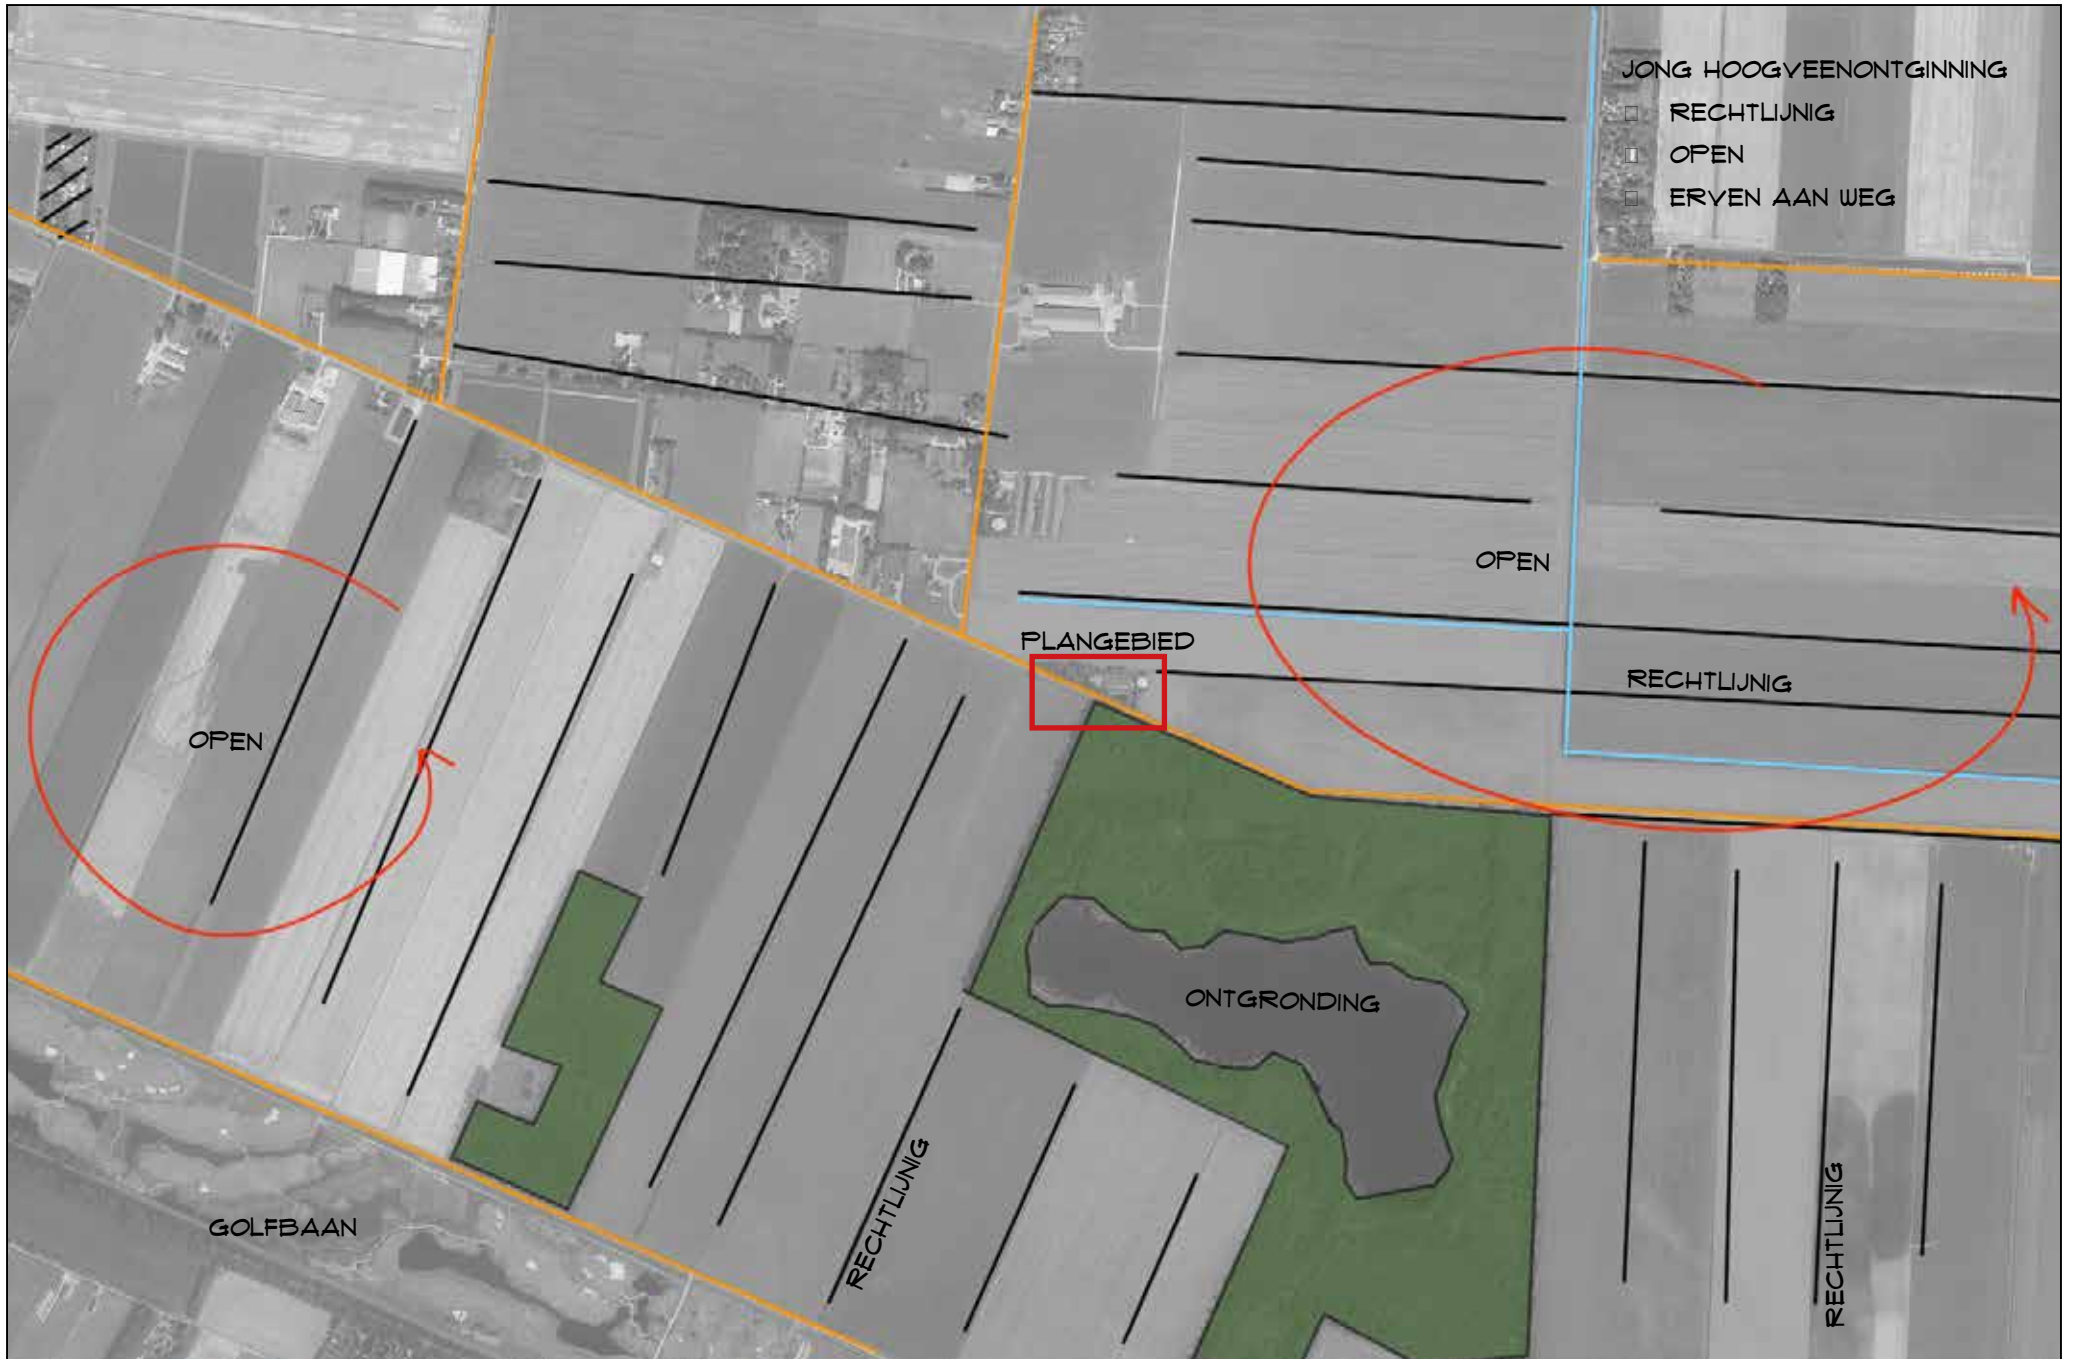 JONG HOOGVEENONTGINNING
□ RECHTLIJNIG
□ OPEN
□ ERVEN AAN WEG
OPEN
PLANGEBIED
RECHTLIJNIG
OPEN
ONTGRONDING
RECHTLIJNIG
RECHTLIJNIG
GOLFBAAN